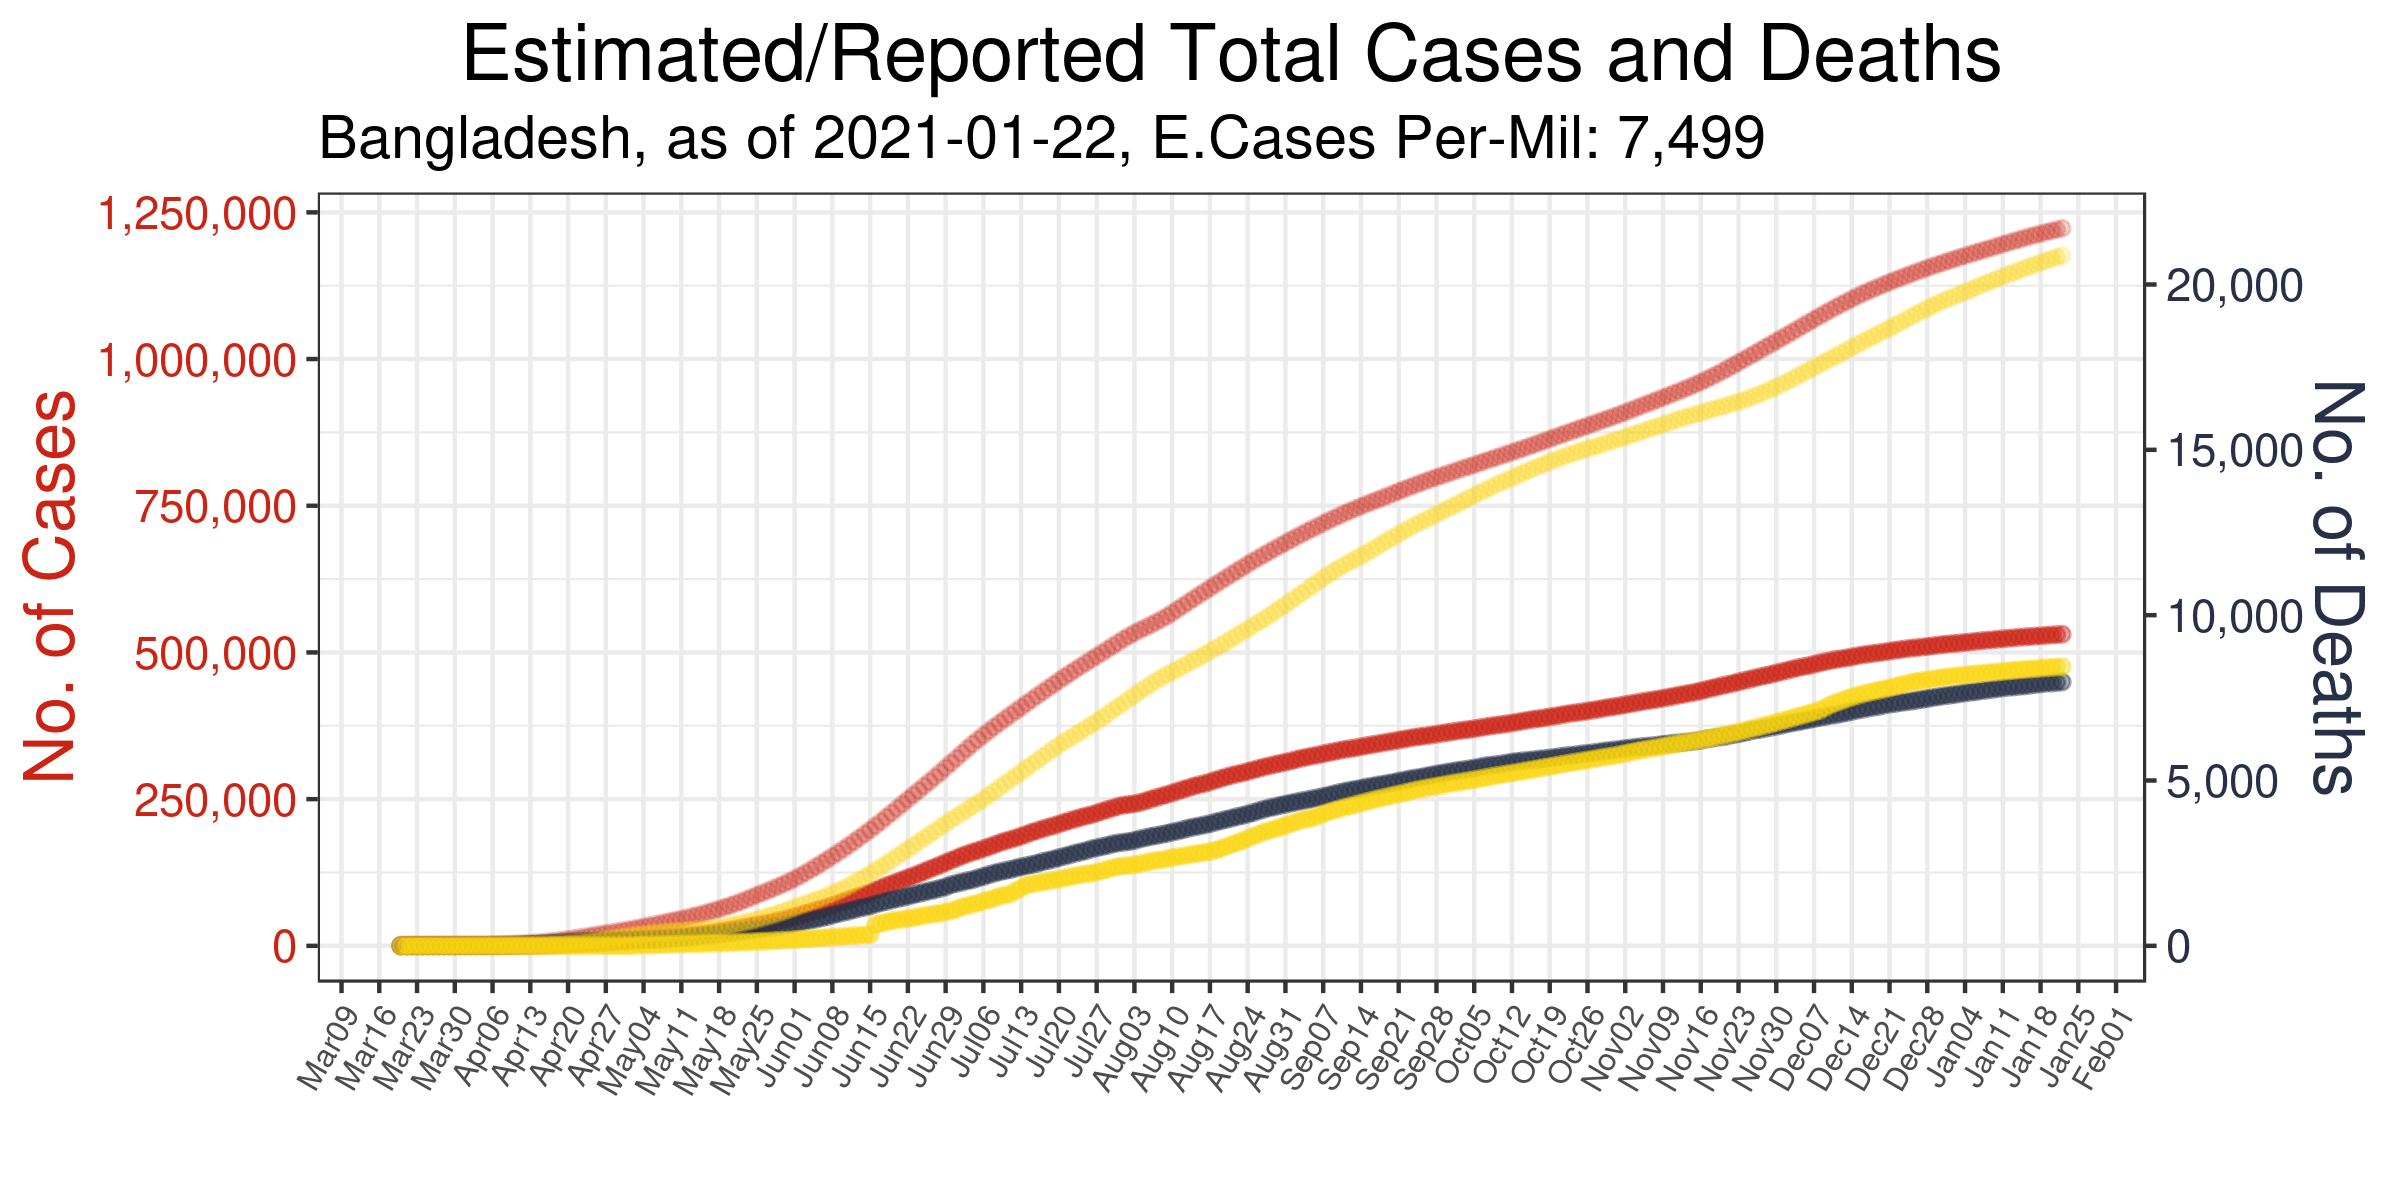 Estimated/Reported Total Cases and Deaths
Bangladesh, as of 2021-01-22, E.Cases Per-Mil: 7,499
No. of Cases
1,250,000
1,000,000
750,000
500,000
250,000
0
20,000
15,000
10,000
5,000
0
No. of Deaths
Mar09
Mar16
Mar23
Mar30
Apr06
Apr13
Apr20
Apr27
May04
May11
May18
May25
Jun01
Jun08
Jun15
Jun22
Jun29
Jul06
Jul13
Jul20
Jul27
Aug03
Aug10
Aug17
Aug24
Aug31
Sep07
Sep14
Sep21
Sep28
Oct05
Oct12
Oct19
Oct26
Nov02
Nov09
Nov16
Nov23
Nov30
Dec07
Dec14
Dec21
Dec28
Jan04
Jan11
Jan18
Jan25
Feb01